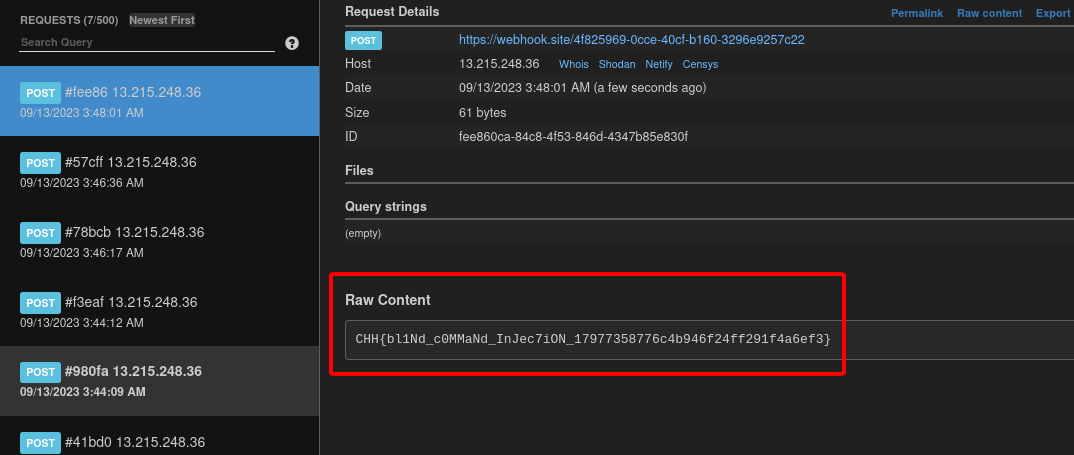 REQUESTS (7/500) Newest First
Search Query ?
POST #fee86 13.215.248.36
09/13/2023 3:48:01 AM
POST #57cff 13.215.248.36
09/13/2023 3:46:36 AM
POST #78bcb 13.215.248.36
09/13/2023 3:46:17 AM
POST #f3eaf 13.215.248.36
09/13/2023 3:44:12 AM
POST #980fa 13.215.248.36
09/13/2023 3:44:09 AM
POST #41bd0 13.215.248.36
Request Details Permalink Raw content Export
POST https://webhook.site/4f825969-0cce-40cf-b160-3296e9257c22
Host 13.215.248.36 Whois Shodan Netify Censys
Date 09/13/2023 3:48:01 AM (a few seconds ago)
Size 61 bytes
ID fee860ca-84c8-4f53-846d-4347b85e830f
Files
Query strings
(empty)
Raw Content
CHH{bl1Nd_c0MMaNd_InJec7iON_17977358776c4b946f24ff291f4a6ef3}